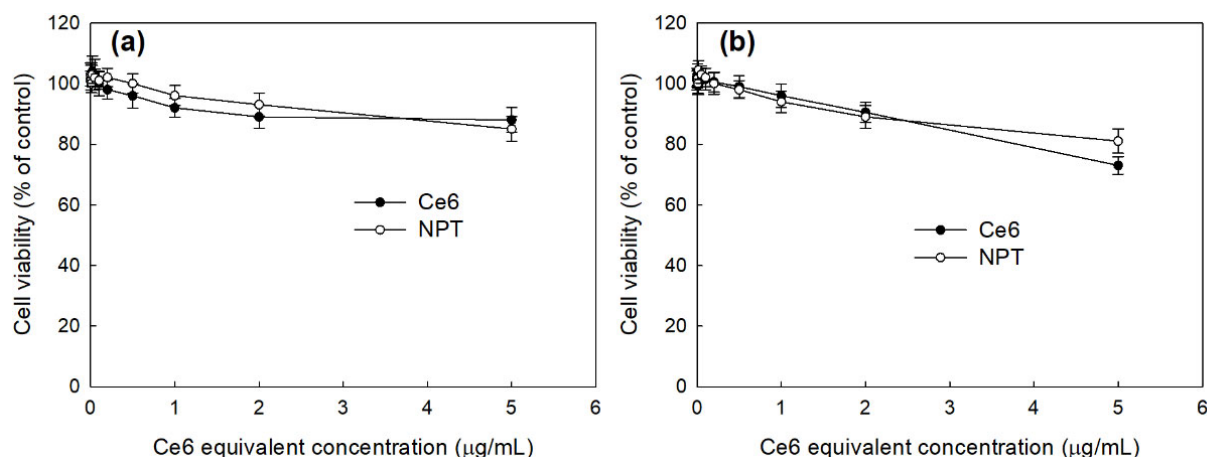 (a)
Cell viability (% of control)
120
100
80
60
40
20
0
Ce6
NPT
0 1 2 3 4 5 6
Ce6 equivalent concentration (μg/mL)
(b)
Cell viability (% of control)
120
100
80
60
40
20
0
Ce6
NPT
0 1 2 3 4 5 6
Ce6 equivalent concentration (μg/mL)